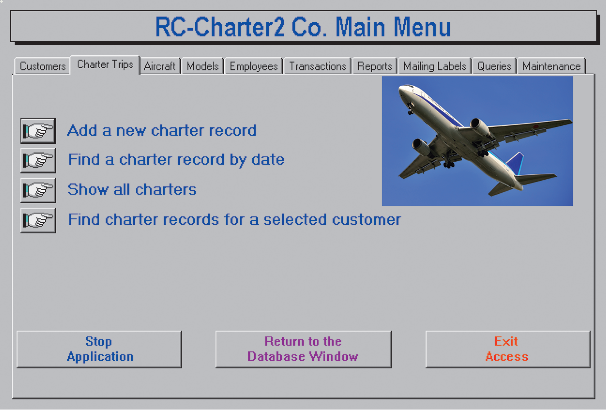 RC-Charter2 Co. Main Menu
Customers Charter Trips Aircraft Models Employees Transactions Reports Mailing Labels Queries Maintenance
Add a new charter record
Find a charter record by date
Show all charters
Find charter records for a selected customer
Stop Return to the Exit
Application Database Window Access